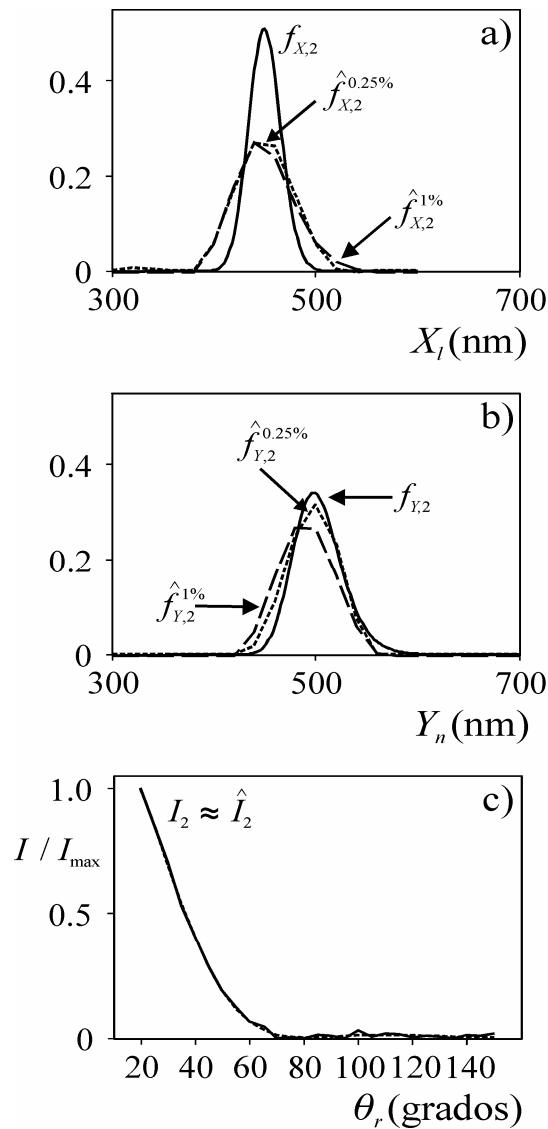 a)
f_{X,2}
\hat{f}_{X,2}^{0.25%}
\hat{f}_{X,2}^{1%}
0.4
0.2
0
300 500 700
X_l (nm)
b)
\hat{f}_{Y,2}^{0.25%}
f_{Y,2}
\hat{f}_{Y,2}^{1%}
0.4
0.2
0
300 500 700
Y_n (nm)
c)
I_2 ≈ \hat{I}_2
1.0
I / I_{max}
0.5
0
20 40 60 80 100 120 140
θ_r (grados)